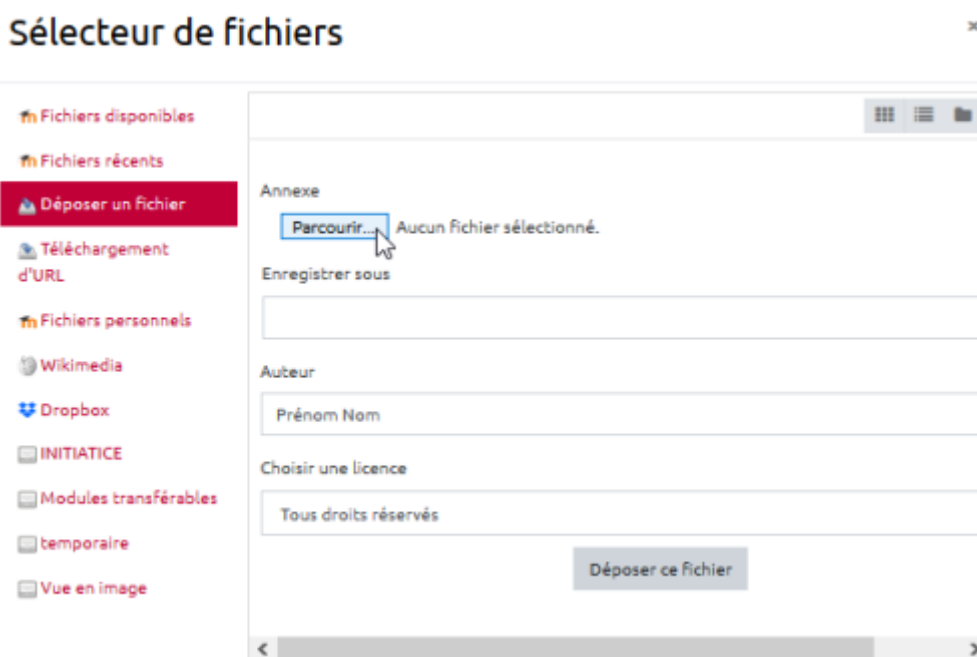 Sélecteur de fichiers
Fichiers disponibles
Fichiers récents
Déposer un fichier
Téléchargement
d'URL
Fichiers personnels
Wikimedia
Dropbox
INITIATICE
Modules transférables
temporaire
Vue en image
Annexe
Parcourir... Aucun fichier sélectionné.
Enregistrer sous
Auteur
Prénom Nom
Choisir une licence
Tous droits réservés
Déposer ce fichier